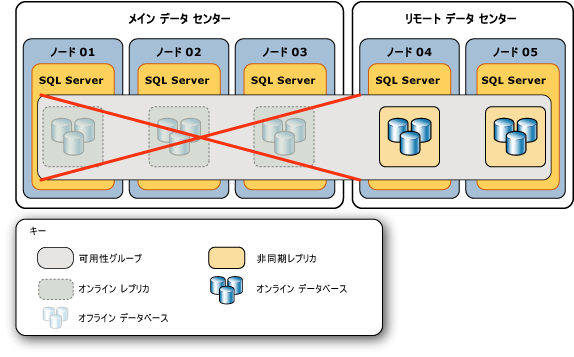 メイン データ センター
リモート データ センター
ノード 01
ノード 02
ノード 03
ノード 04
ノード 05
SQL Server
SQL Server
SQL Server
SQL Server
SQL Server
キー
可用性グループ
非同期レプリカ
オンライン レプリカ
オンライン データベース
オフライン データベース